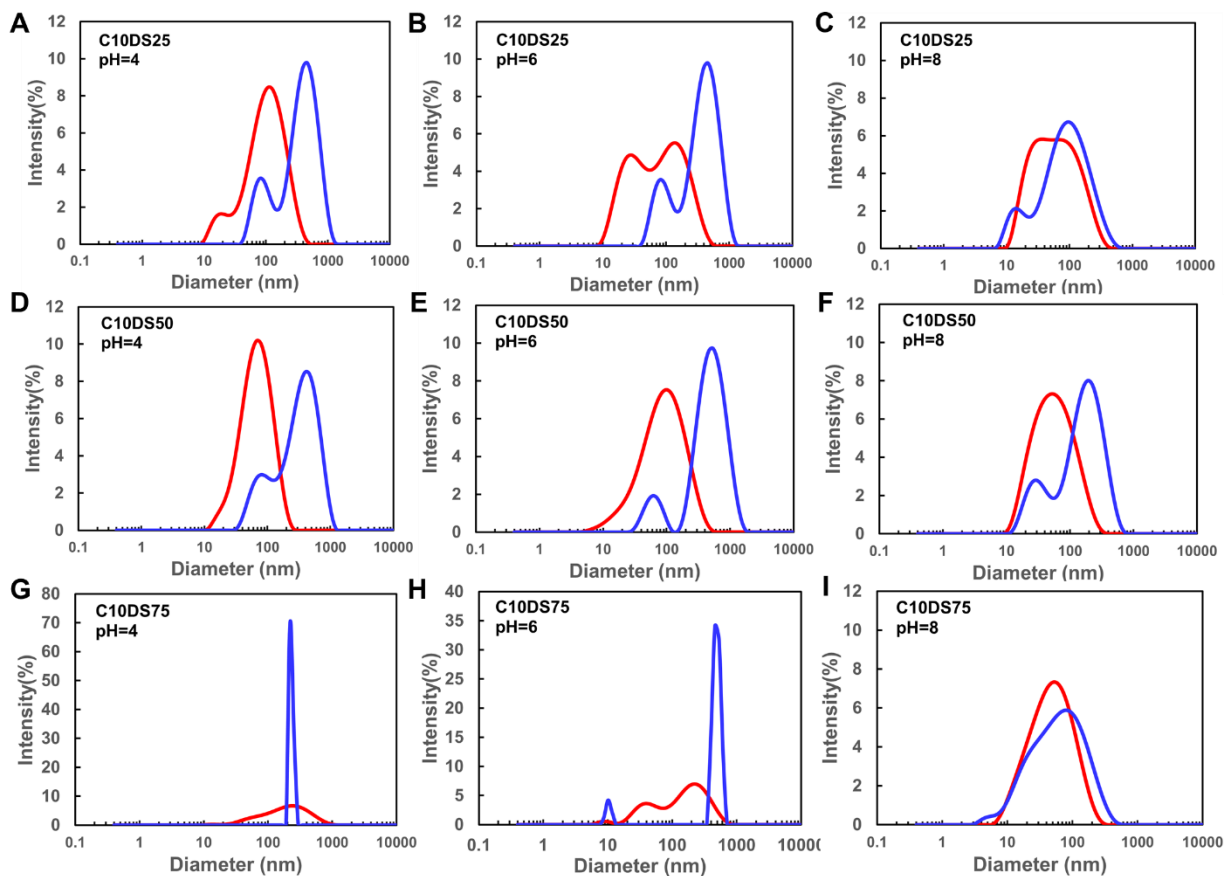 A
C10DS25
pH=4
Intensity(%)
12
10
8
6
4
2
0
0.1 1 10 100 1000 10000
Diameter (nm)
B
C10DS25
pH=6
Intensity(%)
12
10
8
6
4
2
0
0.1 1 10 100 1000 10000
Diameter (nm)
C
C10DS25
pH=8
Intensity(%)
12
10
8
6
4
2
0
0.1 1 10 100 1000 10000
Diameter (nm)
D
C10DS50
pH=4
Intensity(%)
12
10
8
6
4
2
0
0.1 1 10 100 1000 10000
Diameter (nm)
E
C10DS50
pH=6
Intensity(%)
12
10
8
6
4
2
0
0.1 1 10 100 1000 10000
Diameter (nm)
F
C10DS50
pH=8
Intensity(%)
12
10
8
6
4
2
0
0.1 1 10 100 1000 10000
Diameter (nm)
G
C10DS75
pH=4
Intensity(%)
80
70
60
50
40
30
20
10
0
0.1 1 10 100 1000 10000
Diameter (nm)
H
C10DS75
pH=6
Intensity(%)
40
35
30
25
20
15
10
5
0
0.1 1 10 100 1000 10000
Diameter (nm)
I
C10DS75
pH=8
Intensity(%)
12
10
8
6
4
2
0
0.1 1 10 100 1000 10000
Diameter (nm)